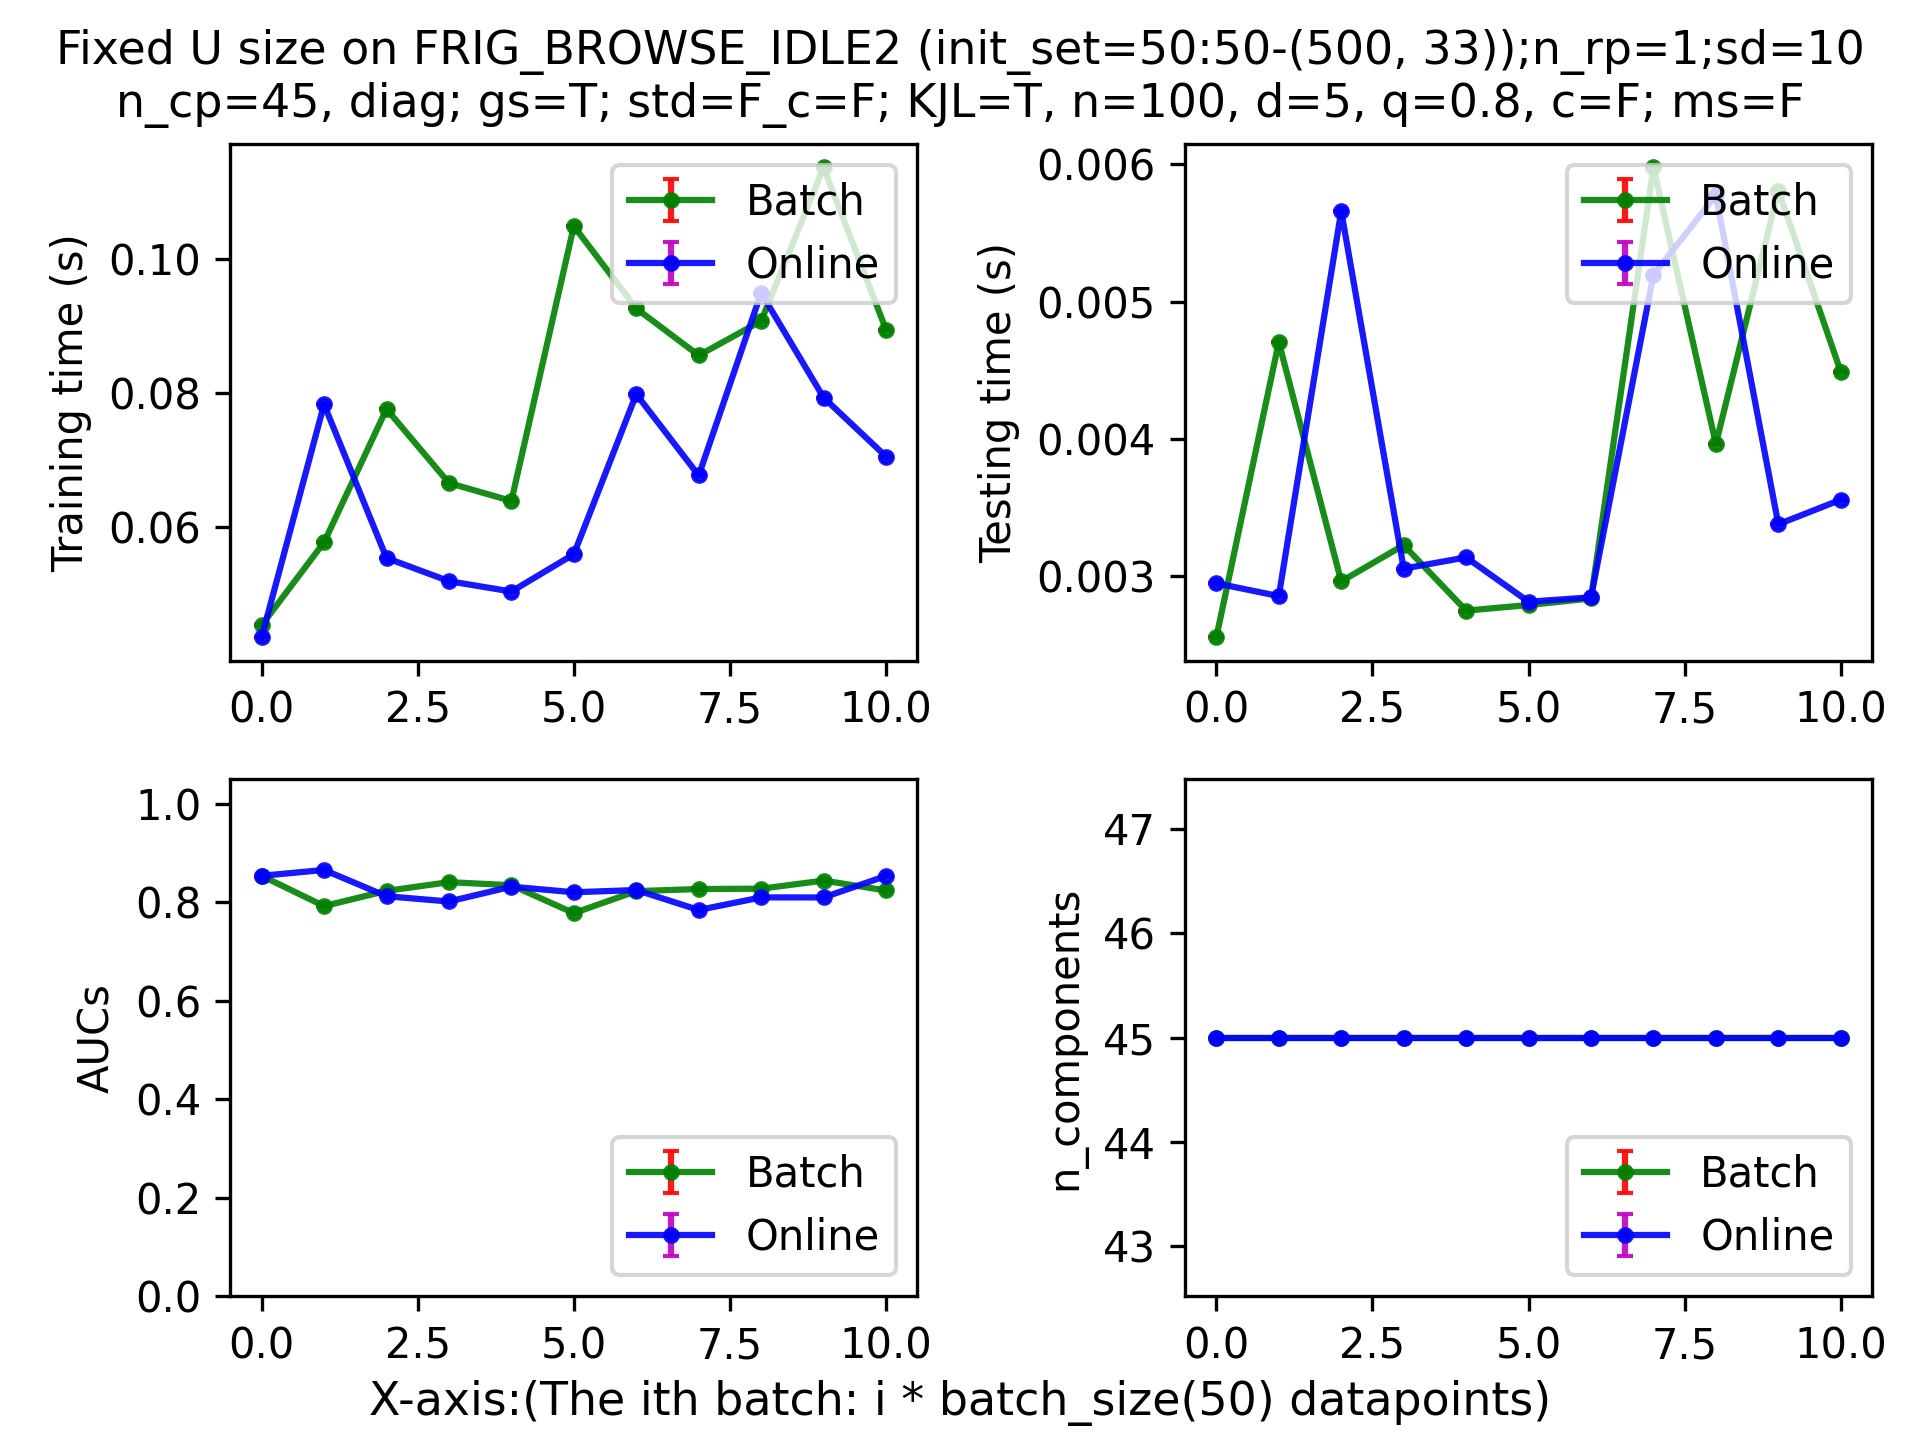 Fixed U size on FRIG_BROWSE_IDLE2 (init_set=50:50-(500, 33));n_rp=1;sd=10
n_cp=45, diag; gs=T; std=F_c=F; KJL=T, n=100, d=5, q=0.8, c=F; ms=F
Training time (s)
0.10
0.08
0.06
Batch
Online
0.0 2.5 5.0 7.5 10.0
Testing time (s)
0.006
0.005
0.004
0.003
Batch
Online
0.0 2.5 5.0 7.5 10.0
AUCs
1.0
0.8
0.6
0.4
0.2
0.0
Batch
Online
0.0 2.5 5.0 7.5 10.0
n_components
47
46
45
44
43
Batch
Online
0.0 2.5 5.0 7.5 10.0
X-axis:(The ith batch: i * batch_size(50) datapoints)